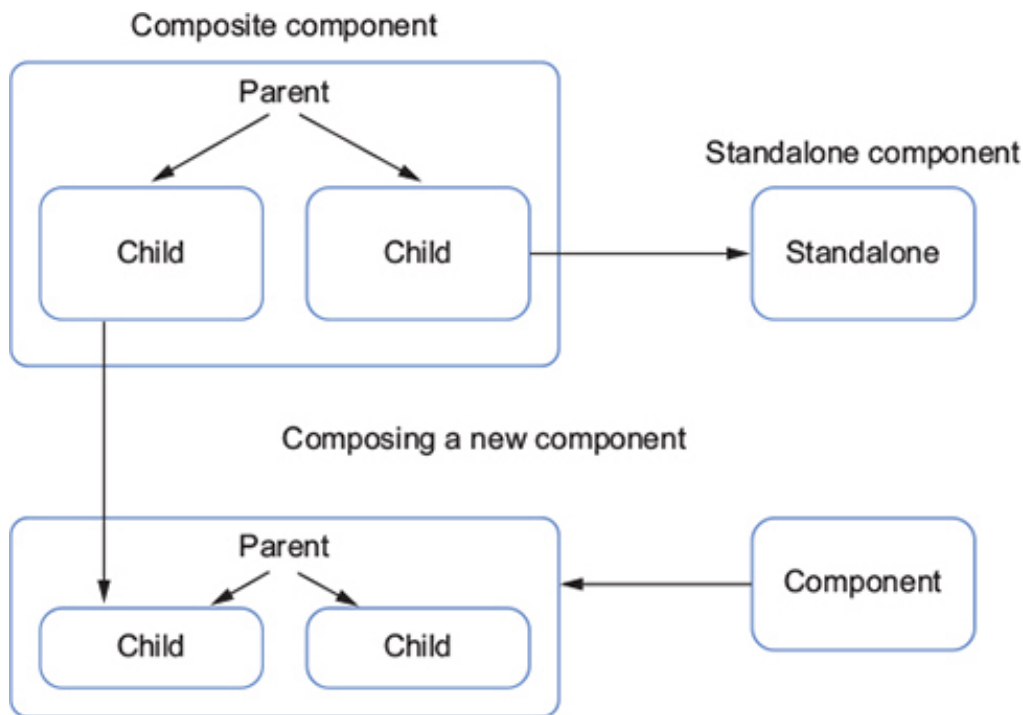 Composite component
Parent
Standalone component
Child
Child
Standalone
Composing a new component
Parent
Component
Child
Child